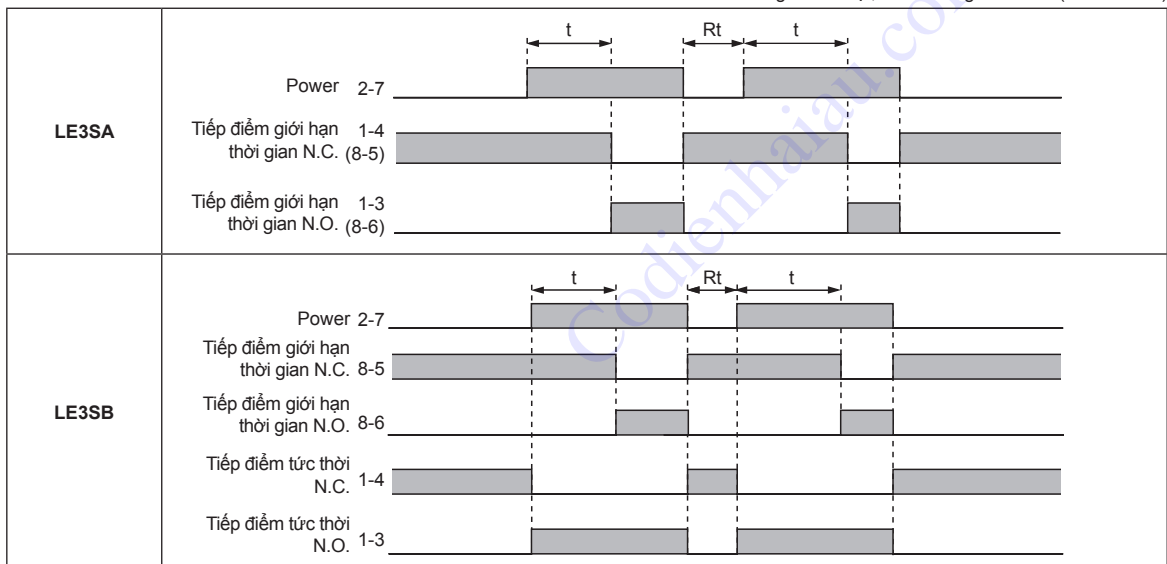 t Rt t
Power 2-7
LE3SA
Tiếp điểm giới hạn 1-4
thời gian N.C. (8-5)
Tiếp điểm giới hạn 1-3
thời gian N.O. (8-6)
t Rt t
Power 2-7
Tiếp điểm giới hạn
thời gian N.C. 8-5
LE3SB
Tiếp điểm giới hạn
thời gian N.O. 8-6
Tiếp điểm tức thời
N.C. 1-4
Tiếp điểm tức thời
N.O. 1-3